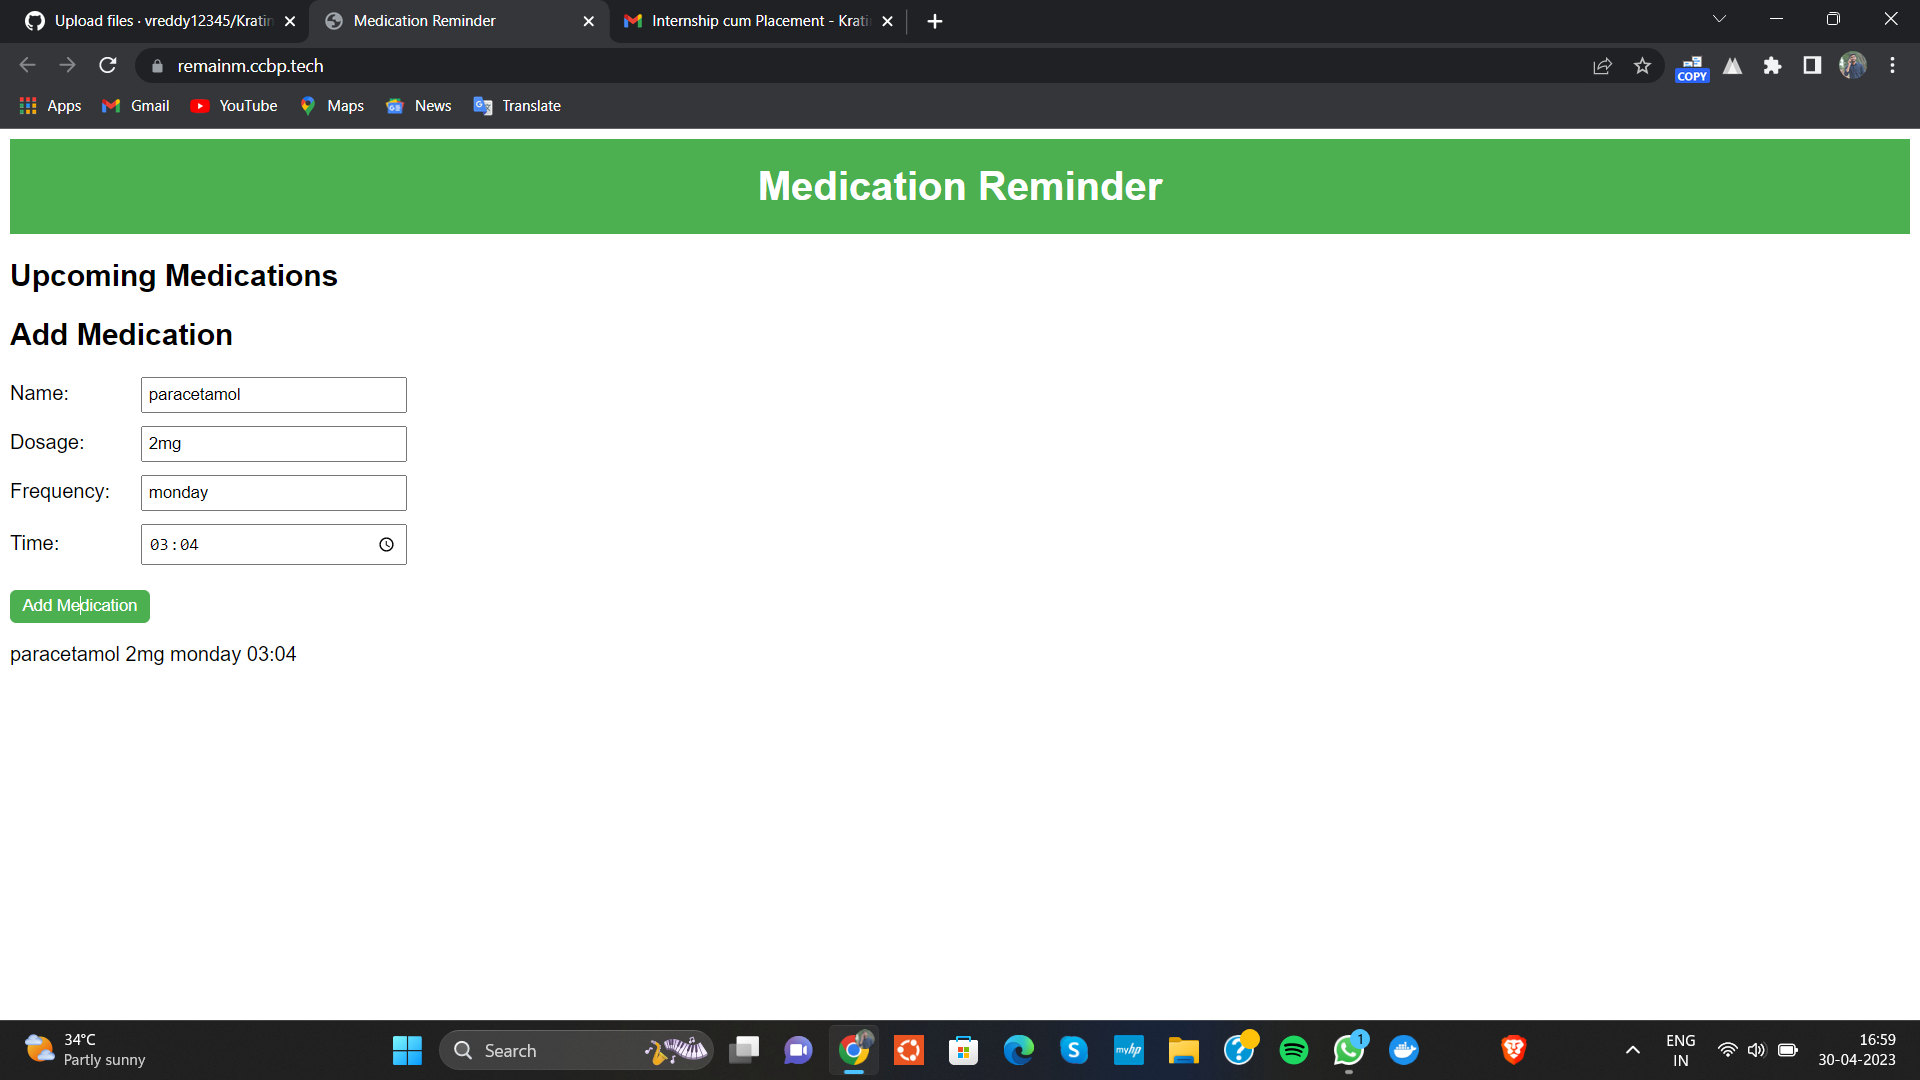 Upload files · vreddy12345/Kratin
Medication Reminder
Internship cum Placement - Krati
remainm.ccbp.tech
COPY
Apps
Gmail
YouTube
Maps
News
Translate
Medication Reminder
Upcoming Medications
Add Medication
Name: paracetamol
Dosage: 2mg
Frequency: monday
Time: 03:04
Add Medication
paracetamol 2mg monday 03:04
34°C
Partly sunny
Search
myhp
1
ENG
IN
16:59
30-04-2023